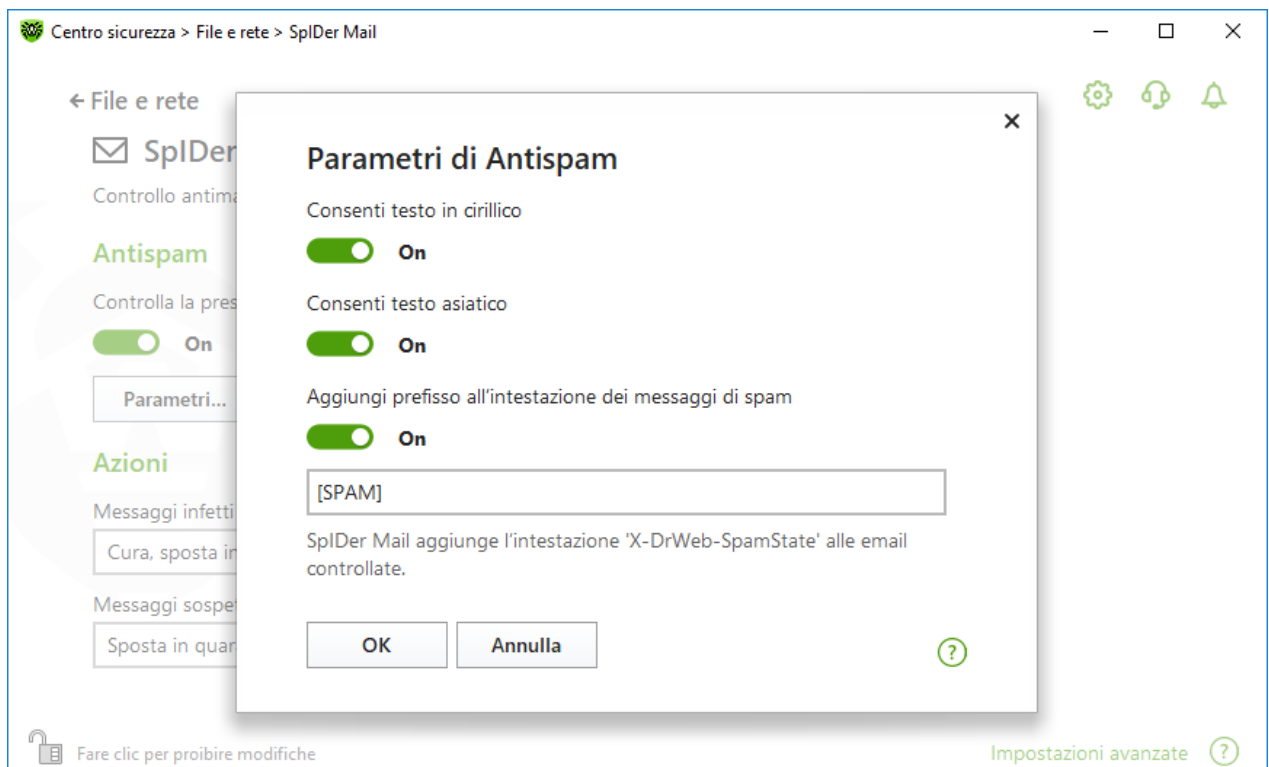 Centro sicurezza > File e rete > SpIDer Mail
File e rete
SpIDer
Controllo antima
Antispam
Controlla la pres
On
Parametri...
Azioni
Messaggi infetti
Cura, sposta in
Messaggi sospet
Sposta in quar
Parametri di Antispam
Consenti testo in cirillico
On
Consenti testo asiatico
On
Aggiungi prefisso all'intestazione dei messaggi di spam
On
[SPAM]
SpIDer Mail aggiunge l'intestazione 'X-DrWeb-SpamState' alle email
controllate.
OK
Annulla
?
Fare clic per proibire modifiche
Impostazioni avanzate
?